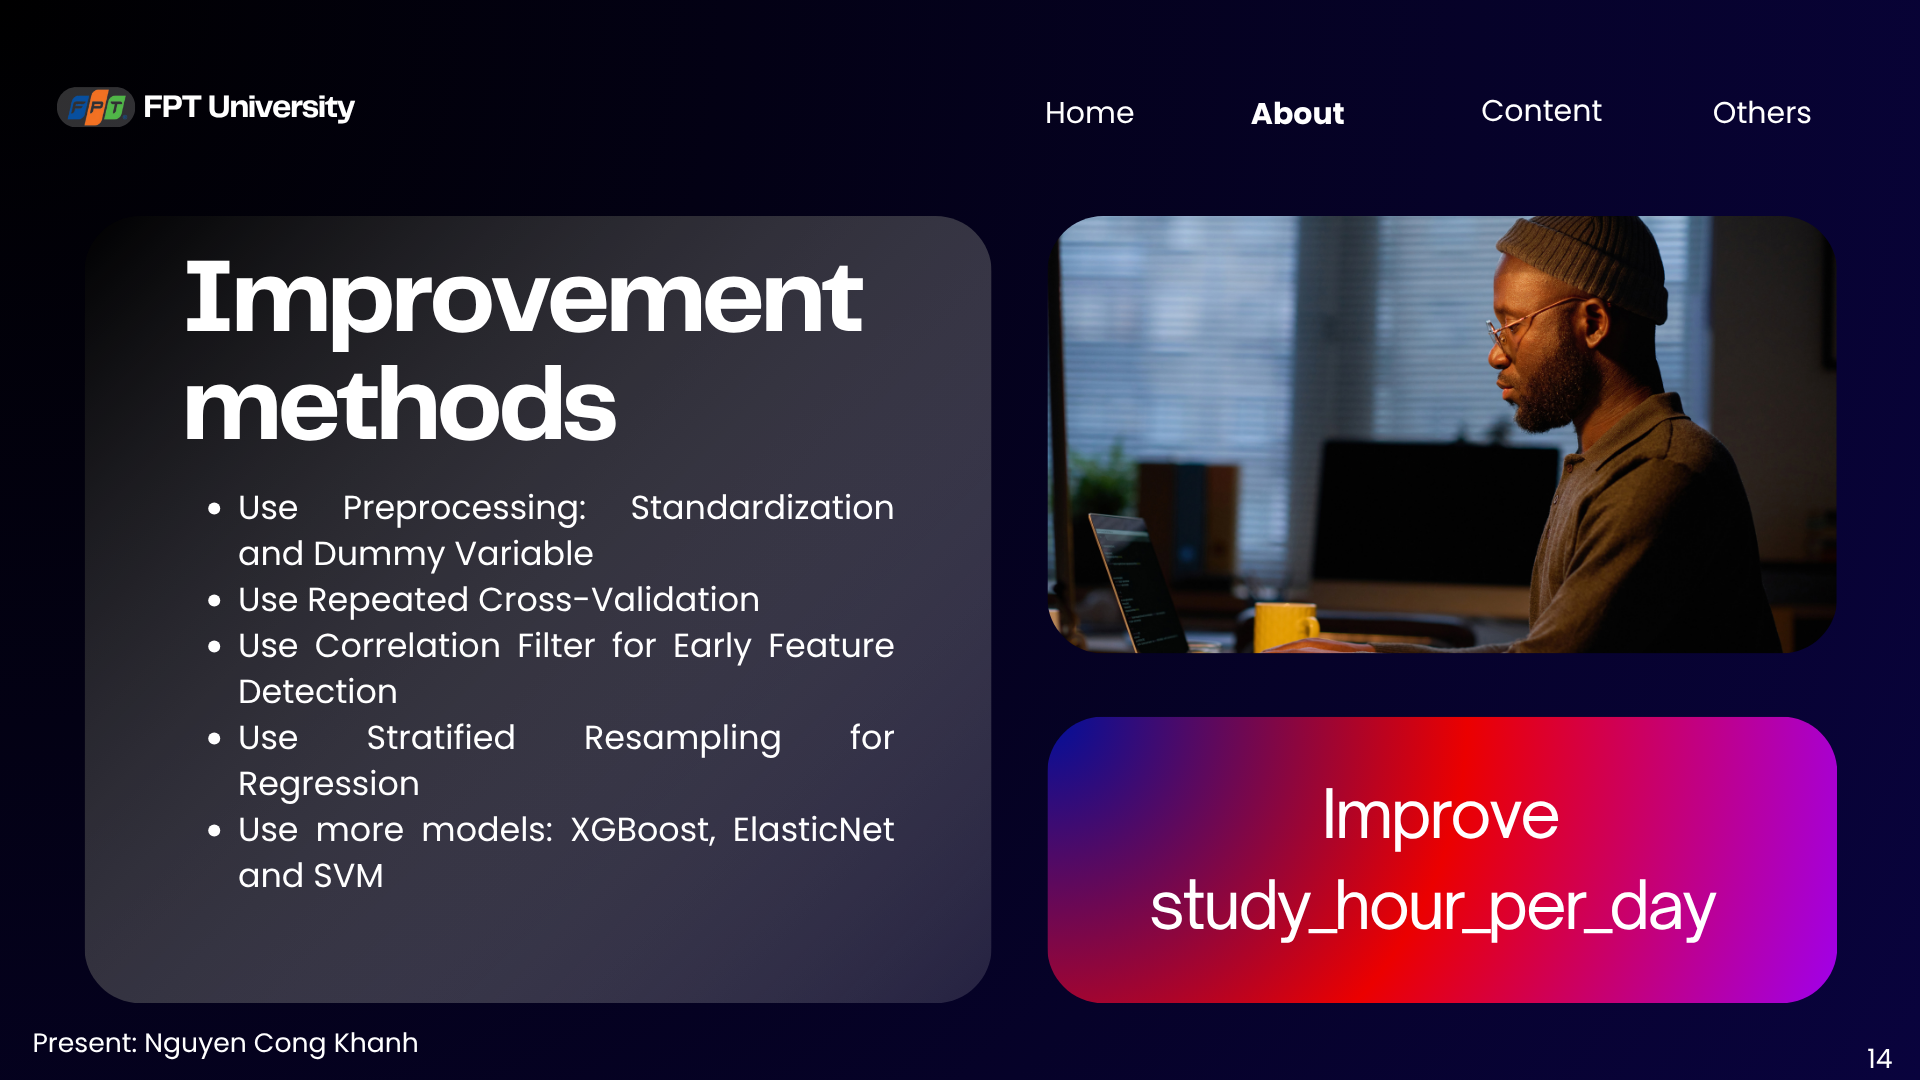 FPT FPT University
Home About Content Others
Improvement
methods
• Use Preprocessing: Standardization
and Dummy Variable
• Use Repeated Cross-Validation
• Use Correlation Filter for Early Feature
Detection
• Use Stratified Resampling for
Regression
• Use more models: XGBoost, ElasticNet
and SVM
Improve
study_hour_per_day
Present: Nguyen Cong Khanh
14